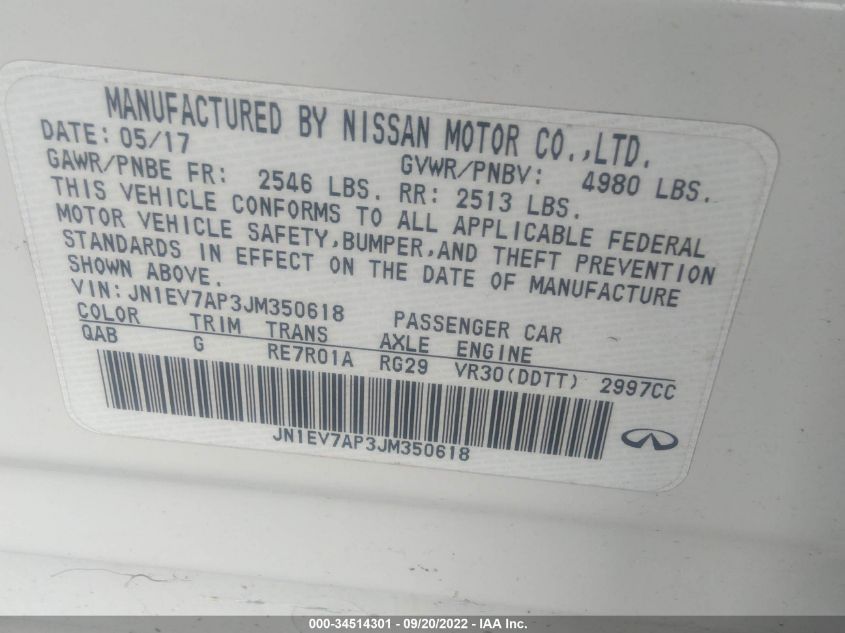 MANUFACTURED BY NISSAN MOTOR CO.,LTD.
DATE: 05/17 GVWR/PNBV: 4980 LBS.
GAWR/PNBE FR: 2546 LBS. RR: 2513 LBS.
THIS VEHICLE CONFORMS TO ALL APPLICABLE FEDERAL
MOTOR VEHICLE SAFETY,BUMPER,AND THEFT PREVENTION
STANDARDS IN EFFECT ON THE DATE OF MANUFACTURE
SHOWN ABOVE.
VIN:JN1EV7AP3JM350618 PASSENGER CAR
COLOR TRIM TRANS AXLE ENGINE
QAB G RE7R01A RG29 VR30(DDTT) 2997CC
JN1EV7AP3JM350618
000-34514301 - 09/20/2022 - IAA Inc.